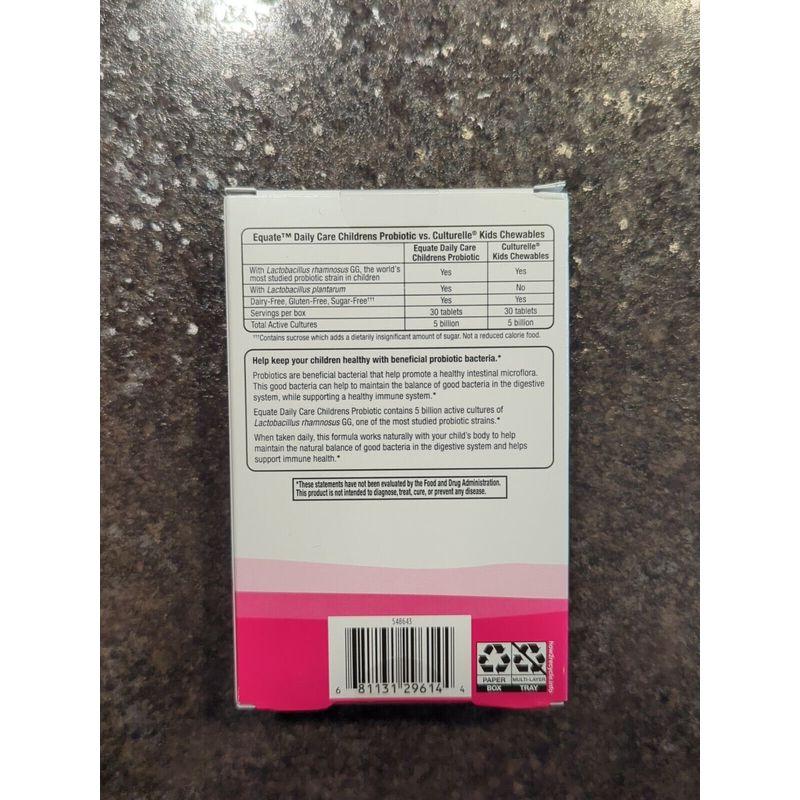 Equate™ Daily Care Childrens Probiotic vs. Culturelle® Kids Chewables
Equate Daily Care Childrens Probiotic Culturelle® Kids Chewables
With Lactobacillus rhamnosus GG, the world's most studied probiotic strain in children Yes Yes
With Lactobacillus plantarum Yes No
Dairy-Free, Gluten-Free, Sugar-Free††† Yes Yes
Servings per box 30 tablets 30 tablets
Total Active Cultures 5 billion 5 billion
†††Contains sucrose which adds a dietarily insignificant amount of sugar. Not a reduced calorie food.
Help keep your children healthy with beneficial probiotic bacteria.*
Probiotics are beneficial bacteria that help promote a healthy intestinal microflora.
This good bacteria can help to maintain the balance of good bacteria in the digestive
system, while supporting a healthy immune system.*
Equate Daily Care Childrens Probiotic contains 5 billion active cultures of
Lactobacillus rhamnosus GG, one of the most studied probiotic strains.*
When taken daily, this formula works naturally with your child's body to help
maintain the natural balance of good bacteria in the digestive system and helps
support immune health.*
*These statements have not been evaluated by the Food and Drug Administration.
This product is not intended to diagnose, treat, cure, or prevent any disease.
548643
6 81131 29614 4
PAPER MULTI-LAYER
BOX TRAY
how2recycle.info